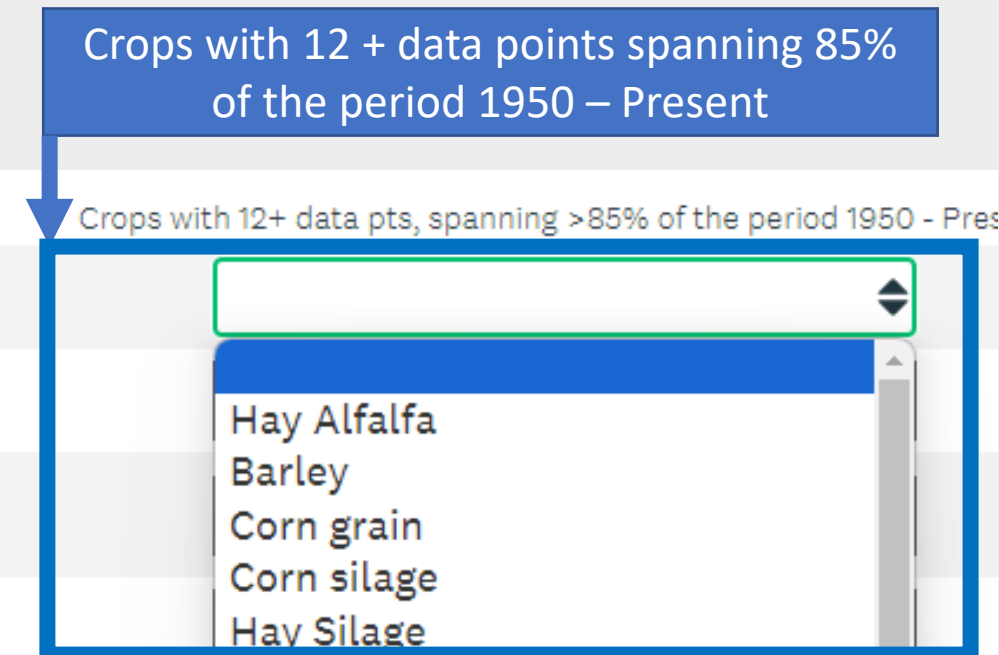 Crops with 12 + data points spanning 85%
of the period 1950 – Present
Crops with 12+ data pts, spanning >85% of the period 1950 - Pres
Hay Alfalfa
Barley
Corn grain
Corn silage
Hay Silage